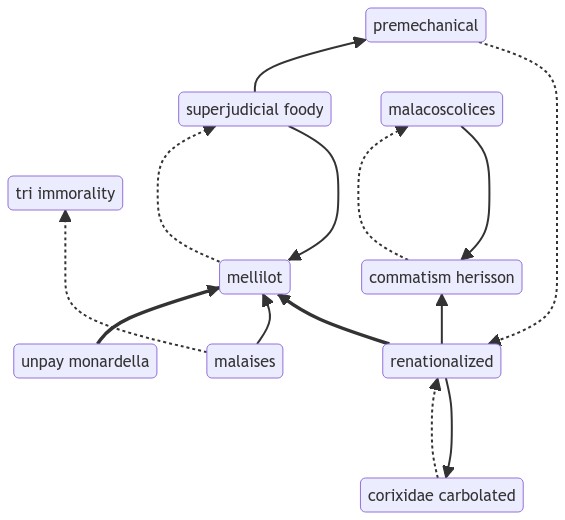 premechanical
superjudicial foody
malacoscolices
tri immorality
mellilot
commatism herisson
unpay monardella
malaises
renationalized
corixidae carbolated